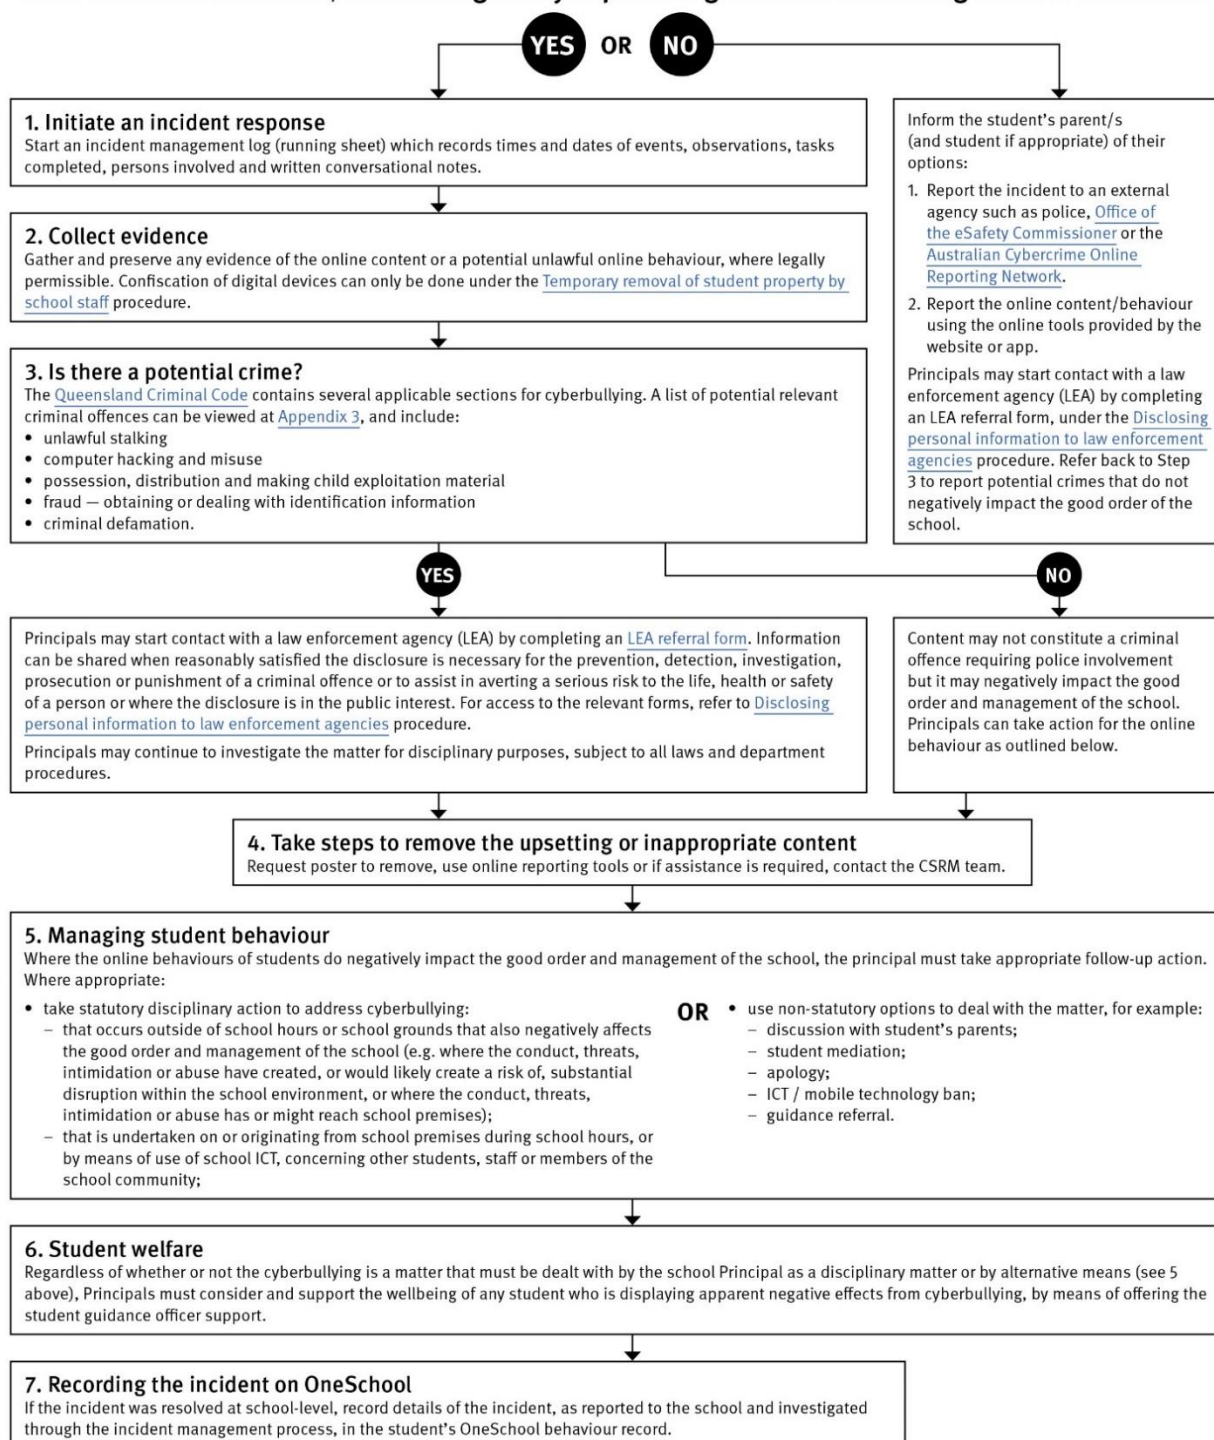 YES OR NO
1. Initiate an incident response
Start an incident management log (running sheet) which records times and dates of events, observations, tasks
completed, persons involved and written conversational notes.
2. Collect evidence
Gather and preserve any evidence of the online content or a potential unlawful online behaviour, where legally
permissible. Confiscation of digital devices can only be done under the Temporary removal of student property by
school staff procedure.
3. Is there a potential crime?
The Queensland Criminal Code contains several applicable sections for cyberbullying. A list of potential relevant
criminal offences can be viewed at Appendix 3, and include:
• unlawful stalking
• computer hacking and misuse
• possession, distribution and making child exploitation material
• fraud — obtaining or dealing with identification information
• criminal defamation.
Inform the student's parent/s
(and student if appropriate) of their
options:
1. Report the incident to an external
agency such as police, Office of
the eSafety Commissioner or the
Australian Cybercrime Online
Reporting Network.
2. Report the online content/behaviour
using the online tools provided by the
website or app.
Principals may start contact with a law
enforcement agency (LEA) by completing
an LEA referral form, under the Disclosing
personal information to law enforcement
agencies procedure. Refer back to Step
3 to report potential crimes that do not
negatively impact the good order of the
school.
YES
NO
Principals may start contact with a law enforcement agency (LEA) by completing an LEA referral form. Information
can be shared when reasonably satisfied the disclosure is necessary for the prevention, detection, investigation,
prosecution or punishment of a criminal offence or to assist in averting a serious risk to the life, health or safety
of a person or where the disclosure is in the public interest. For access to the relevant forms, refer to Disclosing
personal information to law enforcement agencies procedure.
Principals may continue to investigate the matter for disciplinary purposes, subject to all laws and department
procedures.
Content may not constitute a criminal
offence requiring police involvement
but it may negatively impact the good
order and management of the school.
Principals can take action for the online
behaviour as outlined below.
4. Take steps to remove the upsetting or inappropriate content
Request poster to remove, use online reporting tools or if assistance is required, contact the CSRM team.
5. Managing student behaviour
Where the online behaviours of students do negatively impact the good order and management of the school, the principal must take appropriate follow-up action.
Where appropriate:
• take statutory disciplinary action to address cyberbullying:
– that occurs outside of school hours or school grounds that also negatively affects
the good order and management of the school (e.g. where the conduct, threats,
intimidation or abuse have created, or would likely create a risk of, substantial
disruption within the school environment, or where the conduct, threats,
intimidation or abuse has or might reach school premises);
– that is undertaken on or originating from school premises during school hours, or
by means of use of school ICT, concerning other students, staff or members of the
school community;
OR
• use non-statutory options to deal with the matter, for example:
– discussion with student's parents;
– student mediation;
– apology;
– ICT / mobile technology ban;
– guidance referral.
6. Student welfare
Regardless of whether or not the cyberbullying is a matter that must be dealt with by the school Principal as a disciplinary matter or by alternative means (see 5
above), Principals must consider and support the wellbeing of any student who is displaying apparent negative effects from cyberbullying, by means of offering the
student guidance officer support.
7. Recording the incident on OneSchool
If the incident was resolved at school-level, record details of the incident, as reported to the school and investigated
through the incident management process, in the student's OneSchool behaviour record.